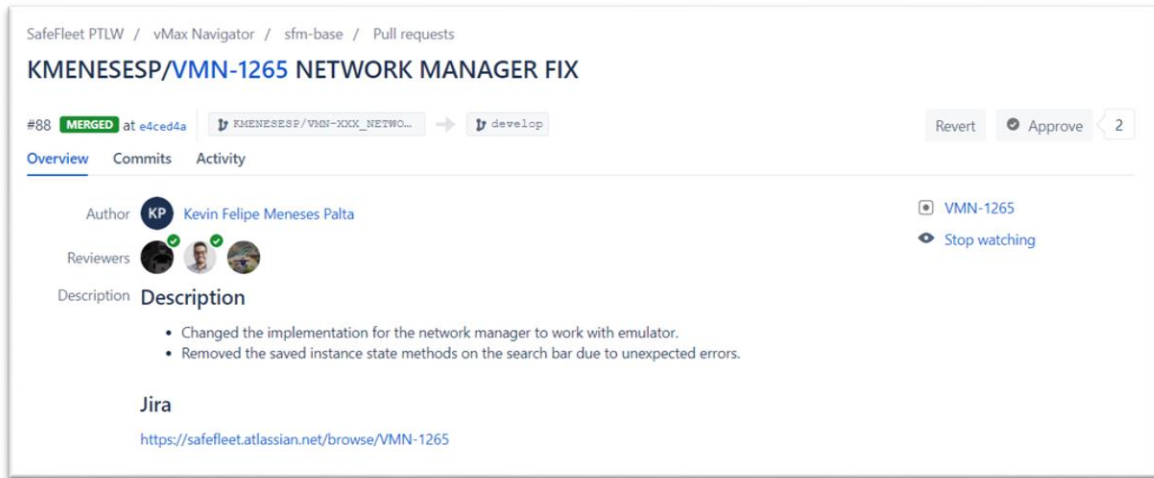 SafeFleet PTLW / vMax Navigator / sfm-base / Pull requests
KMENESESP/VMN-1265 NETWORK MANAGER FIX
#88 MERGED at e4ced4a KMENESESP/VMN-XXX_NETWO... develop Revert Approve 2
Overview Commits Activity
Author KP Kevin Felipe Meneses Palta VMN-1265
Reviewers Stop watching
Description Description
• Changed the implementation for the network manager to work with emulator.
• Removed the saved instance state methods on the search bar due to unexpected errors.
Jira
https://safefleet.atlassian.net/browse/VMN-1265